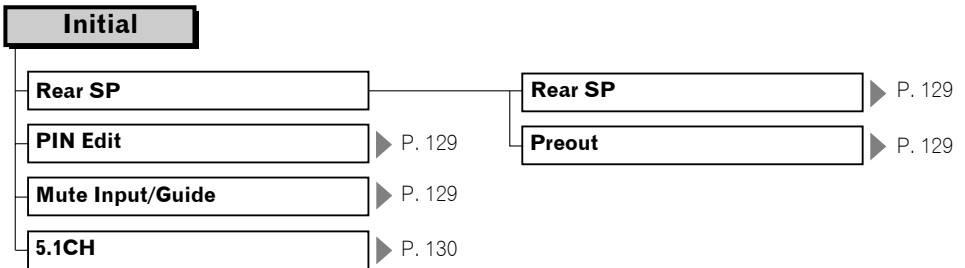 Initial
Rear SP
Rear SP P. 129
PIN Edit P. 129
Preout P. 129
Mute Input/Guide P. 129
5.1CH P. 130